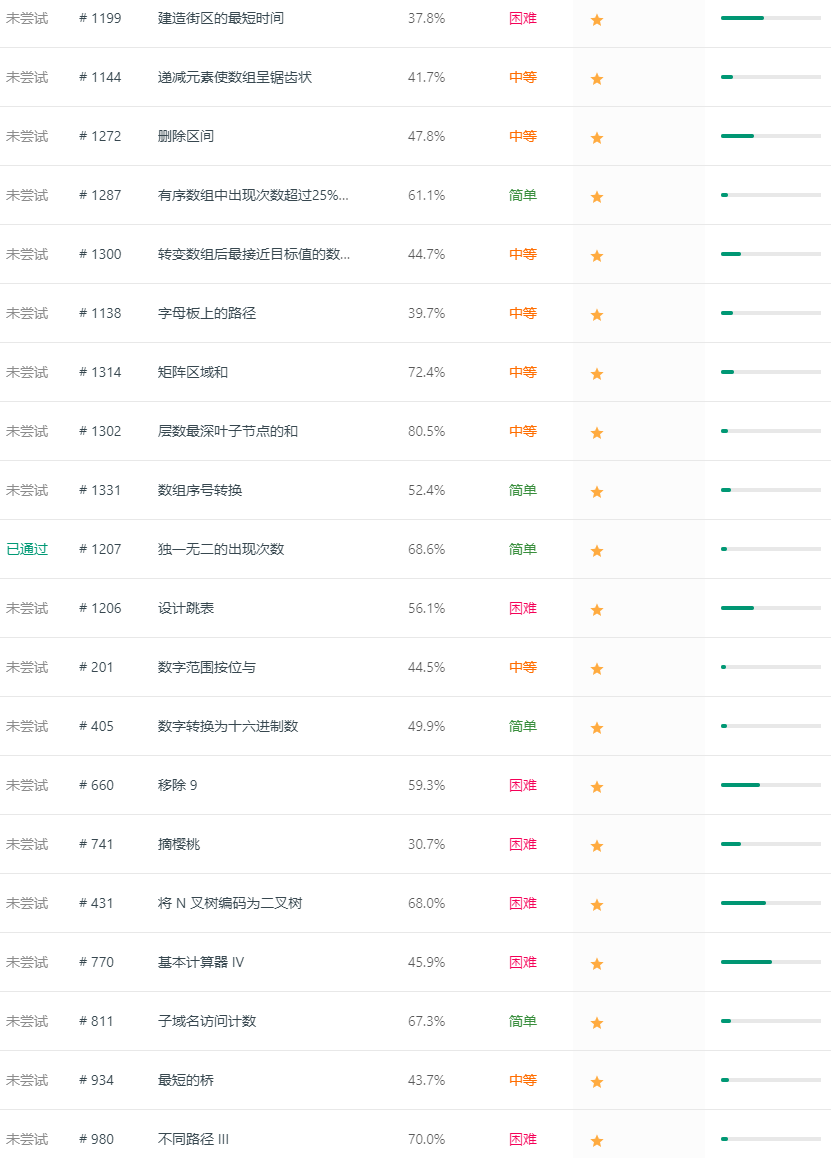 未尝试 # 1199 建造街区的最短时间 37.8% 困难
未尝试 # 1144 递减元素使数组呈锯齿状 41.7% 中等
未尝试 # 1272 删除区间 47.8% 中等
未尝试 # 1287 有序数组中出现次数超过25%... 61.1% 简单
未尝试 # 1300 转变数组后最接近目标值的数... 44.7% 中等
未尝试 # 1138 字母板上的路径 39.7% 中等
未尝试 # 1314 矩阵区域和 72.4% 中等
未尝试 # 1302 层数最深叶子节点的和 80.5% 中等
未尝试 # 1331 数组序号转换 52.4% 简单
已通过 # 1207 独一无二的出现次数 68.6% 简单
未尝试 # 1206 设计跳表 56.1% 困难
未尝试 # 201 数字范围按位与 44.5% 中等
未尝试 # 405 数字转换为十六进制数 49.9% 简单
未尝试 # 660 移除 9 59.3% 困难
未尝试 # 741 摘樱桃 30.7% 困难
未尝试 # 431 将 N 叉树编码为二叉树 68.0% 困难
未尝试 # 770 基本计算器 IV 45.9% 困难
未尝试 # 811 子域名访问计数 67.3% 简单
未尝试 # 934 最短的桥 43.7% 中等
未尝试 # 980 不同路径 III 70.0% 困难